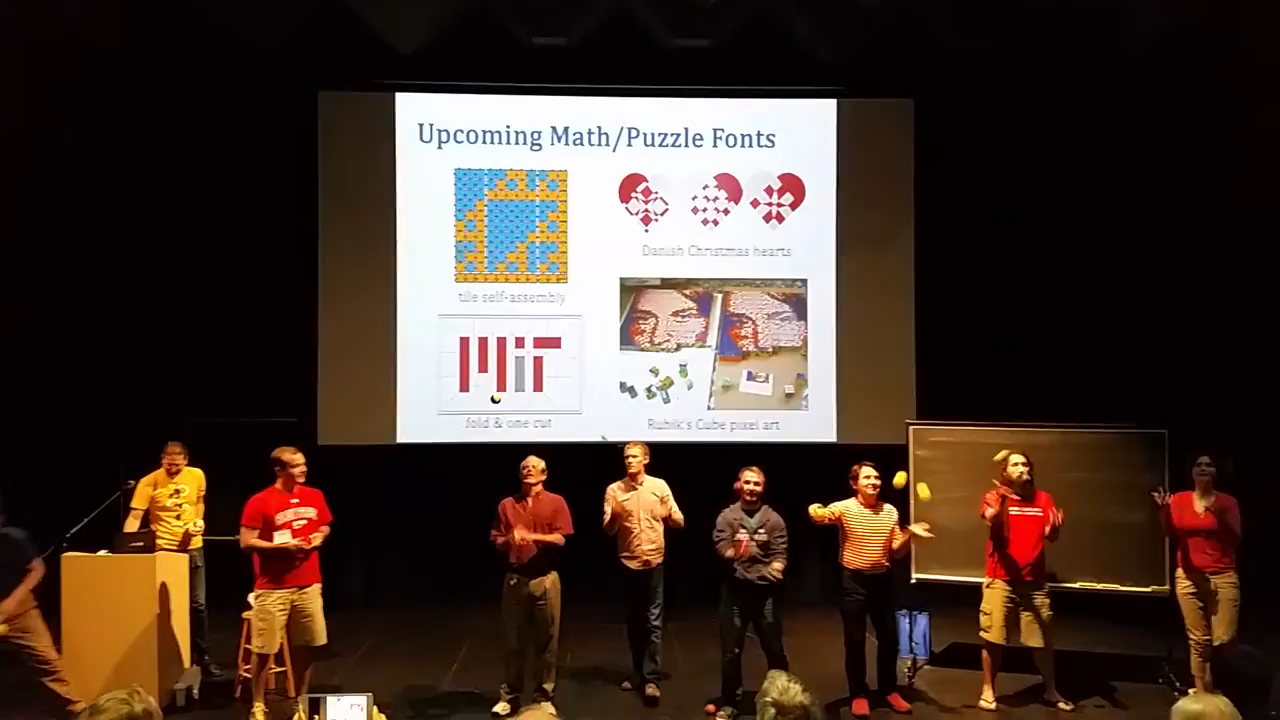 Upcoming Math/Puzzle Fonts
tile self-assembly
Danish Christmas hearts
MIT
fold & one cut
Rubik's Cube pixel art